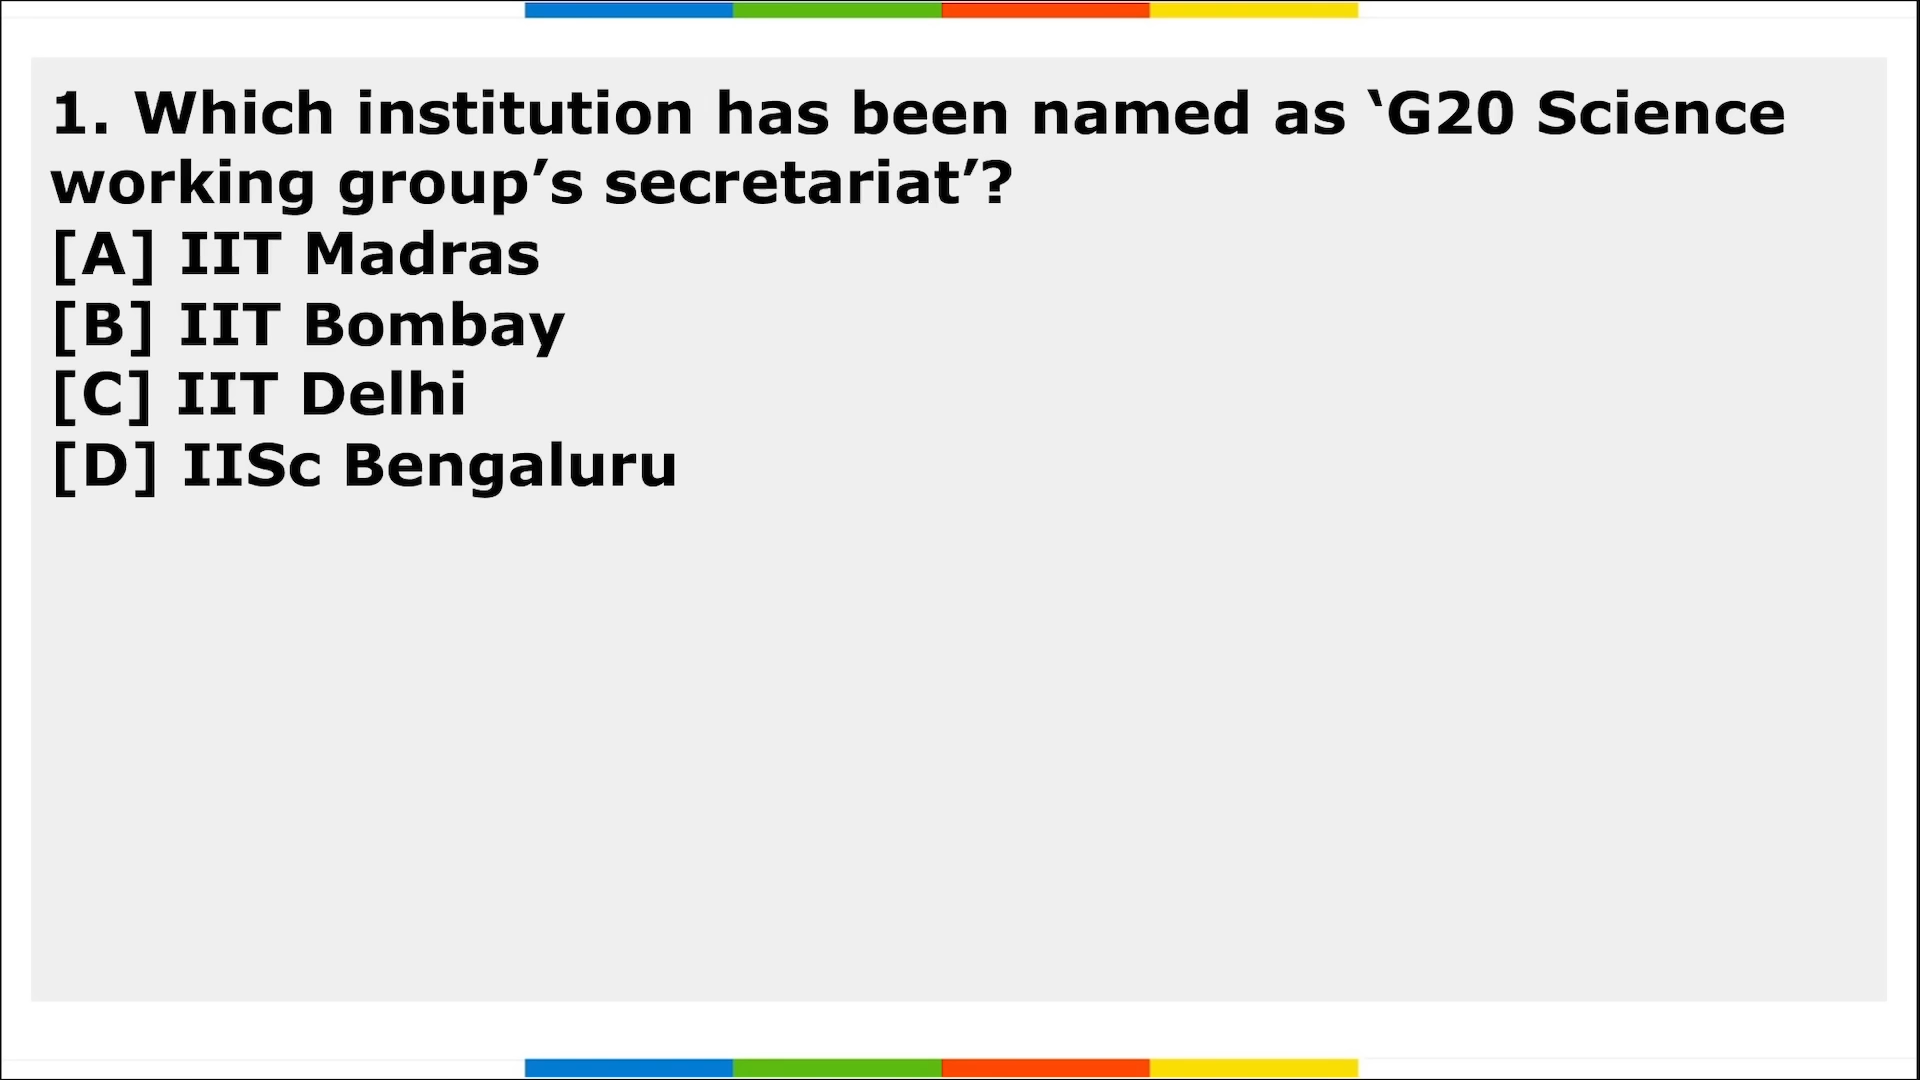 1. Which institution has been named as ‘G20 Science
working group’s secretariat’?
[A] IIT Madras
[B] IIT Bombay
[C] IIT Delhi
[D] IISc Bengaluru